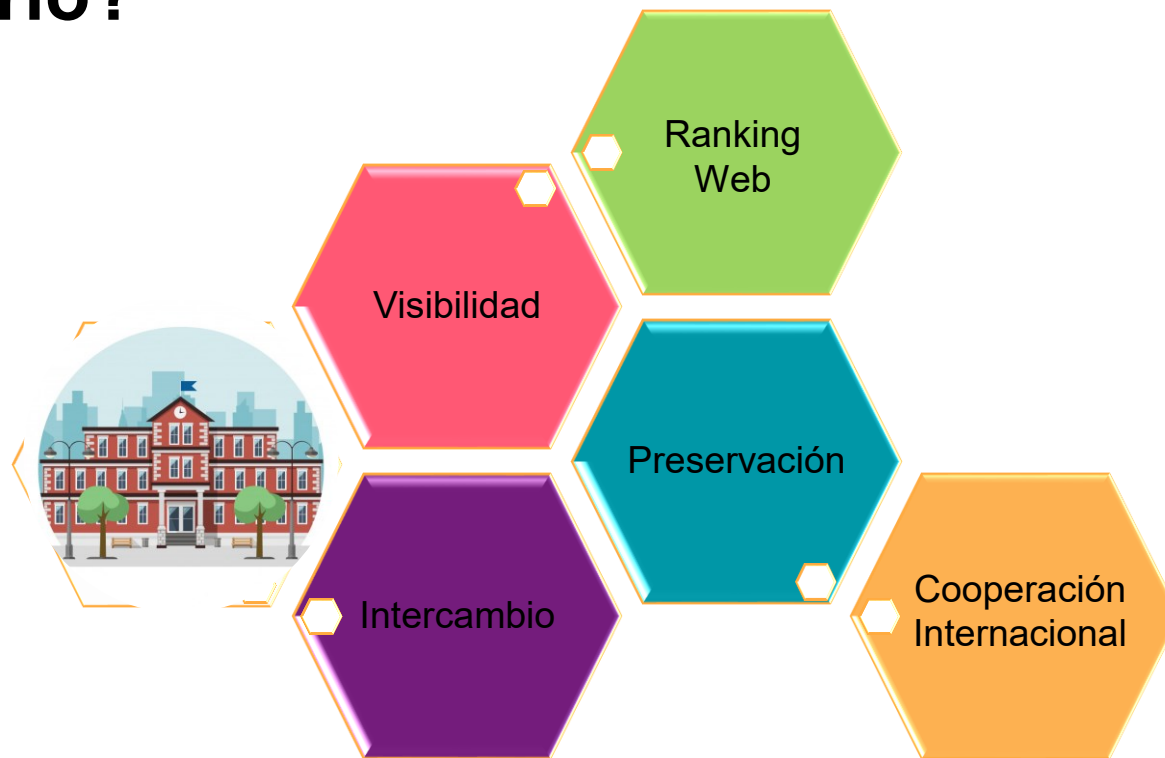 Ranking
Web
Visibilidad
Preservación
Intercambio
Cooperación
Internacional